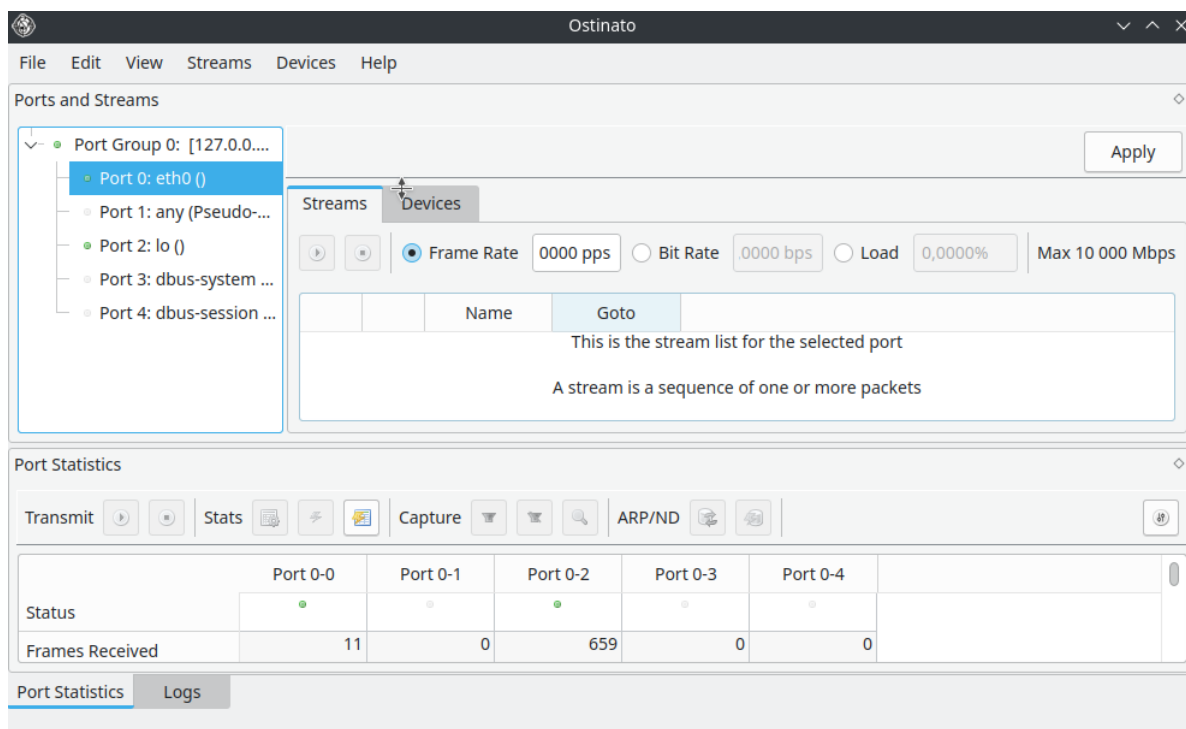 Ostinato
File Edit View Streams Devices Help
Ports and Streams
Port Group 0: [127.0.0....
Port 0: eth0 ()
Port 1: any (Pseudo-...
Port 2: lo ()
Port 3: dbus-system ...
Port 4: dbus-session ...
Apply
Streams Devices
Frame Rate 0000 pps Bit Rate .0000 bps Load 0,0000% Max 10 000 Mbps
Name Goto
This is the stream list for the selected port
A stream is a sequence of one or more packets
Port Statistics
Transmit Stats Capture ARP/ND
Port 0-0 Port 0-1 Port 0-2 Port 0-3 Port 0-4
Status
Frames Received 11 0 659 0 0
Port Statistics Logs